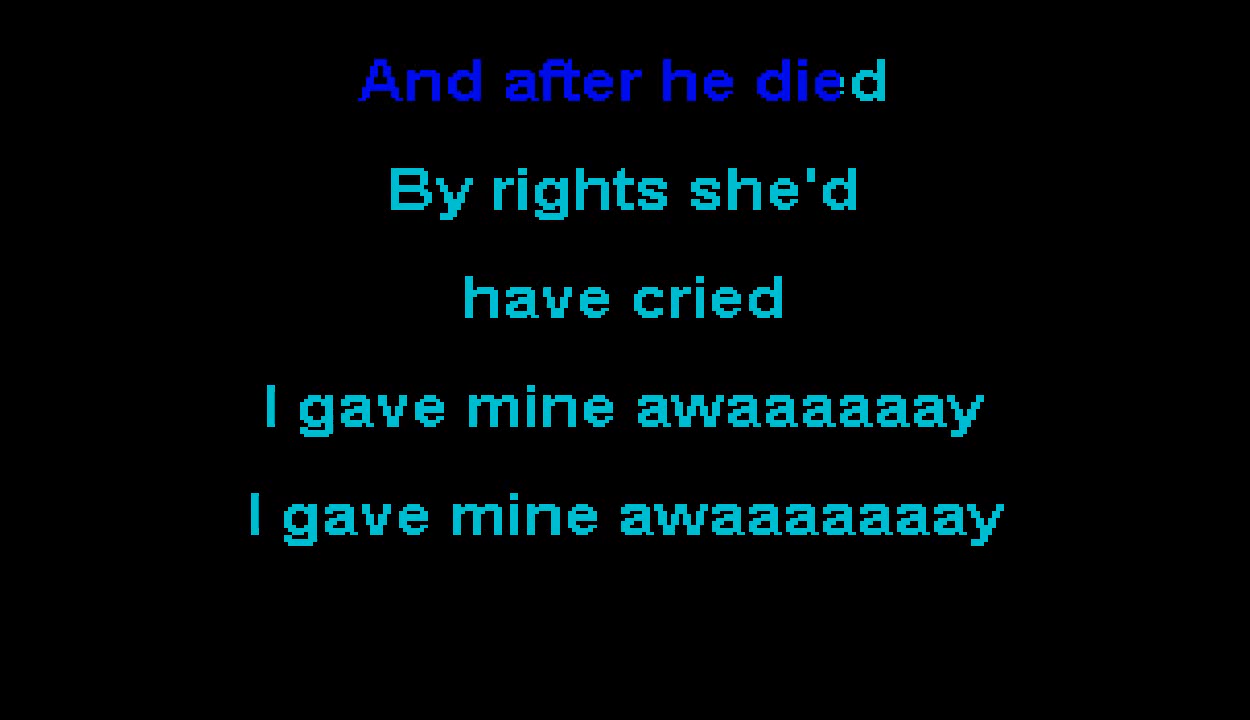 And after he died
By rights she'd
have cried
I gave mine awaaaaaay
I gave mine awaaaaaaay